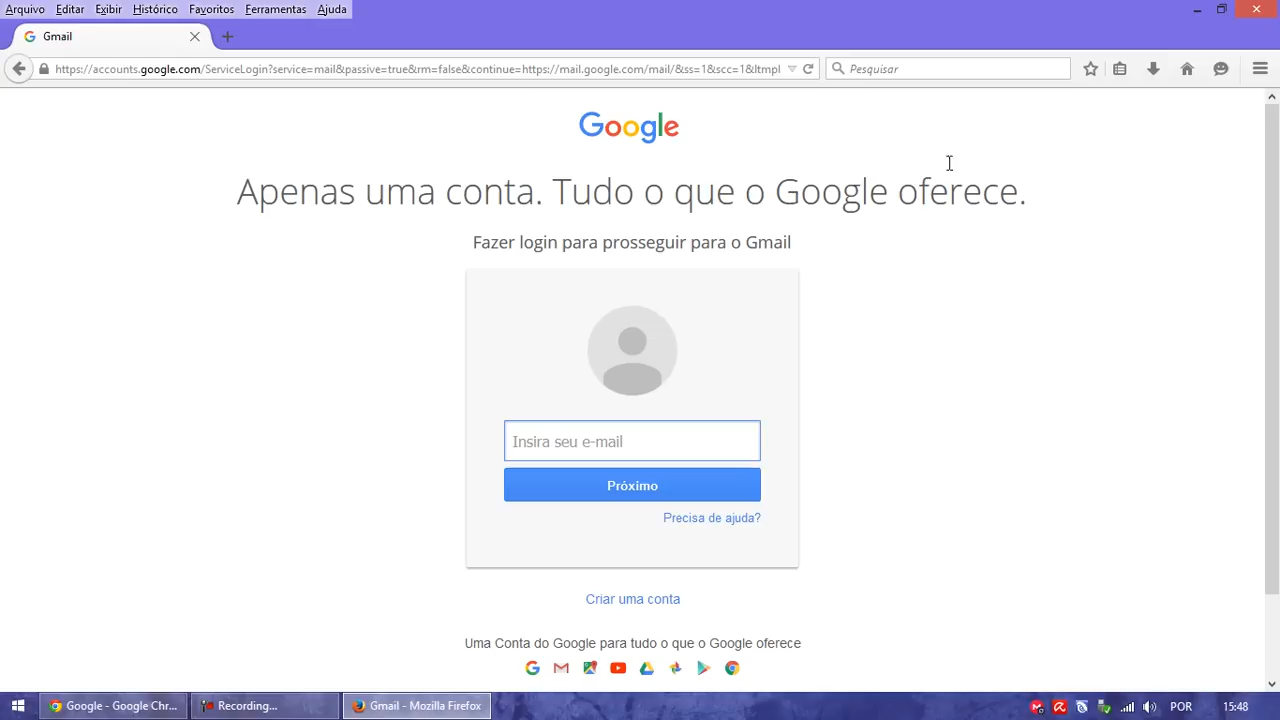 Arquivo Editar Exibir Histórico Favoritos Ferramentas Ajuda
Gmail
https://accounts.google.com/ServiceLogin?service=mail&passive=true&rm=false&continue=https://mail.google.com/mail/&ss=1&scc=1&ltmpl
Pesquisar
Google
Apenas uma conta. Tudo o que o Google oferece.
Fazer login para prosseguir para o Gmail
Insira seu e-mail
Próximo
Precisa de ajuda?
Criar uma conta
Uma Conta do Google para tudo o que o Google oferece
Google - Google Chr... Recording... Gmail - Mozilla Firefox POR 15:48